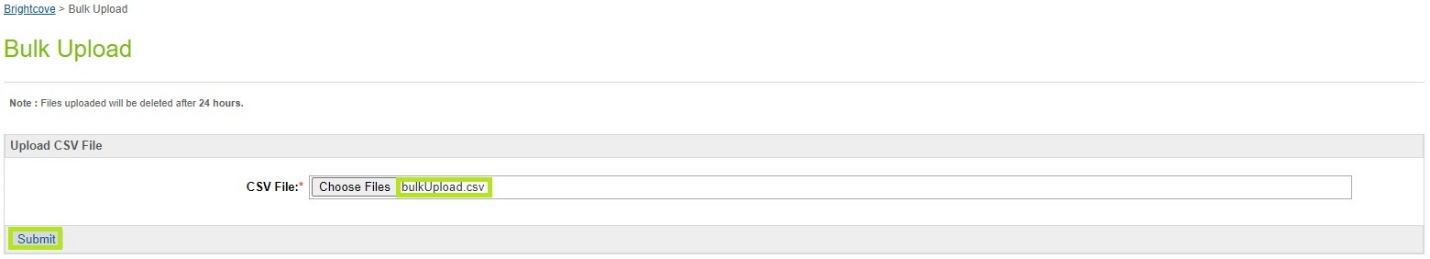 Brightcove > Bulk Upload
Bulk Upload
Note : Files uploaded will be deleted after 24 hours.
Upload CSV File
CSV File:* Choose Files bulkUpload.csv
Submit